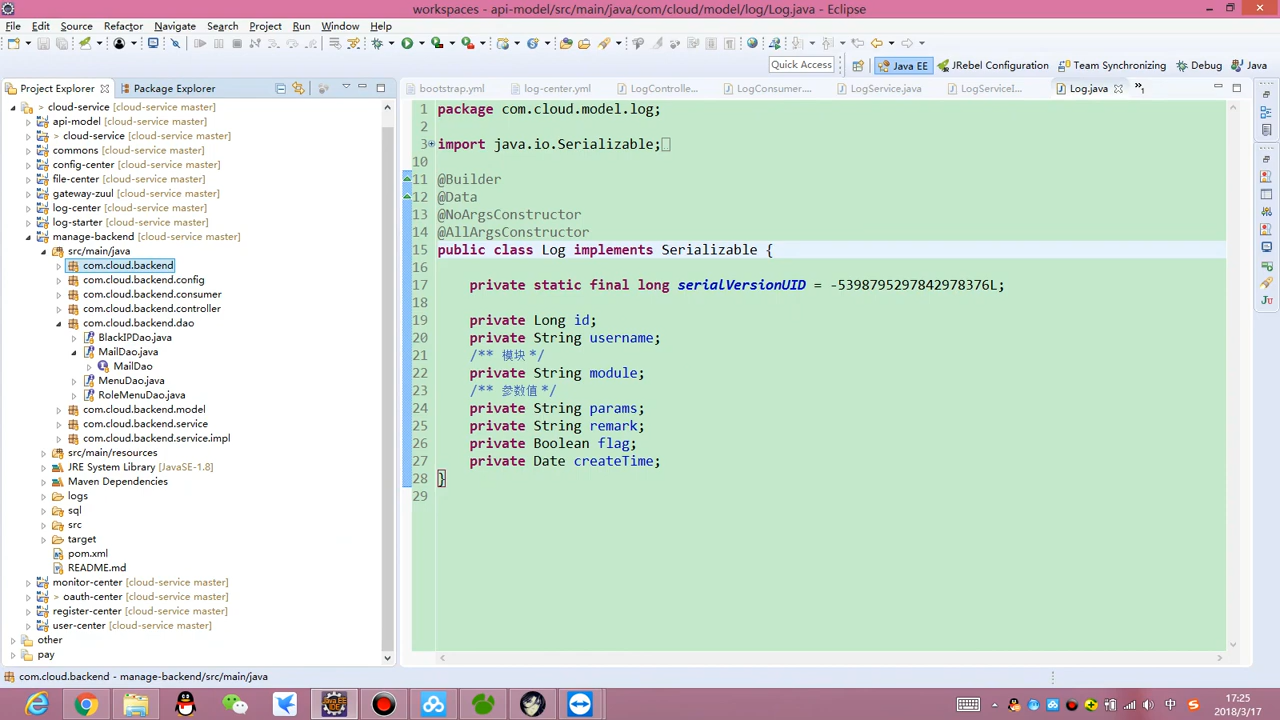 workspaces - api-model/src/main/java/com/cloud/model/log/Log.java - Eclipse
File Edit Source Refactor Navigate Search Project Run Window Help
Quick Access Java EE JRebel Configuration Team Synchronizing Debug Java
Project Explorer Package Explorer
bootstrap.yml log-center.yml LogControlle... LogConsumer.... LogService.java LogServiceI... Log.java »1
> cloud-service [cloud-service master]
api-model [cloud-service master]
> cloud-service [cloud-service master]
commons [cloud-service master]
config-center [cloud-service master]
file-center [cloud-service master]
gateway-zuul [cloud-service master]
log-center [cloud-service master]
log-starter [cloud-service master]
manage-backend [cloud-service master]
src/main/java
com.cloud.backend
com.cloud.backend.config
com.cloud.backend.consumer
com.cloud.backend.controller
com.cloud.backend.dao
BlackIPDao.java
MailDao.java
MailDao
MenuDao.java
RoleMenuDao.java
com.cloud.backend.model
com.cloud.backend.service
com.cloud.backend.service.impl
src/main/resources
JRE System Library [JavaSE-1.8]
Maven Dependencies
logs
sql
src
target
pom.xml
README.md
monitor-center [cloud-service master]
> oauth-center [cloud-service master]
register-center [cloud-service master]
user-center [cloud-service master]
other
pay
1 package com.cloud.model.log;
2
3 import java.io.Serializable;
10
11 @Builder
12 @Data
13 @NoArgsConstructor
14 @AllArgsConstructor
15 public class Log implements Serializable {
16
17 private static final long serialVersionUID = -5398795297842978376L;
18
19 private Long id;
20 private String username;
21 /** 模块 */
22 private String module;
23 /** 参数值 */
24 private String params;
25 private String remark;
26 private Boolean flag;
27 private Date createTime;
28 }
29
com.cloud.backend - manage-backend/src/main/java
中
17:25
2018/3/17